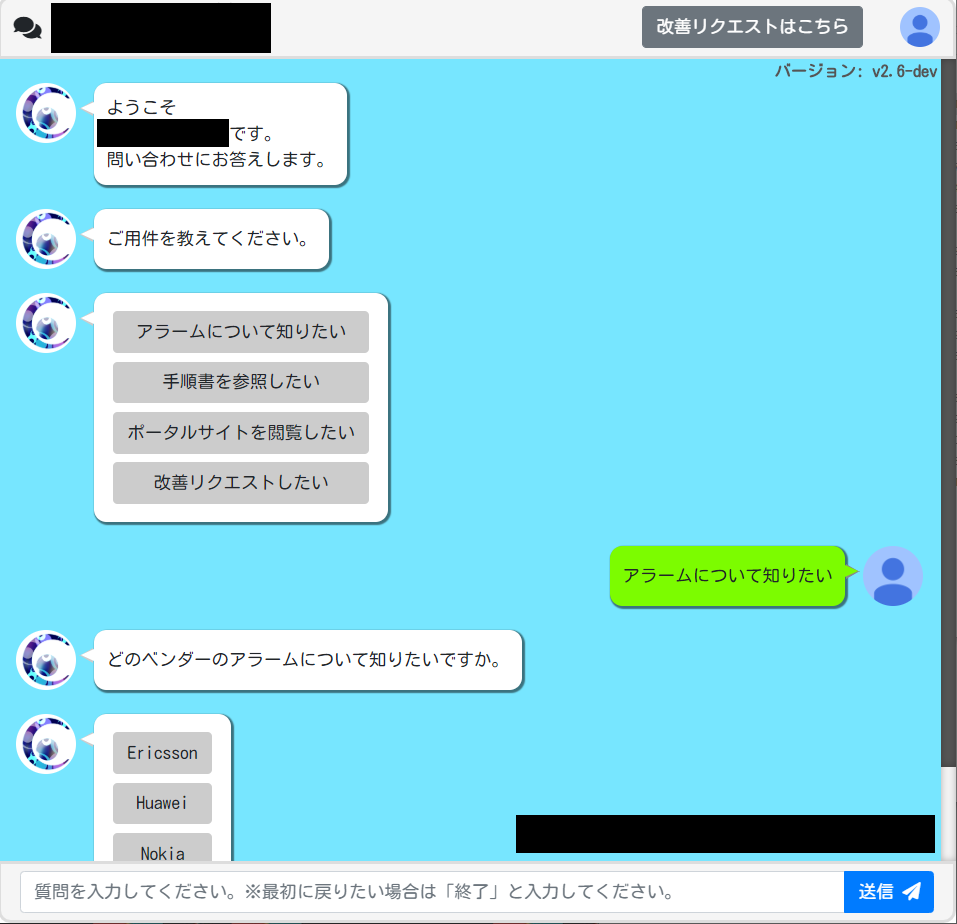 改善リクエストはこちら
バージョン: v2.6-dev
ようこそ
です。
問い合わせにお答えします。
ご用件を教えてください。
アラームについて知りたい
手順書を参照したい
ポータルサイトを閲覧したい
改善リクエストしたい
アラームについて知りたい
どのベンダーのアラームについて知りたいですか。
Ericsson
Huawei
Nokia
質問を入力してください。※最初に戻りたい場合は「終了」と入力してください。
送信